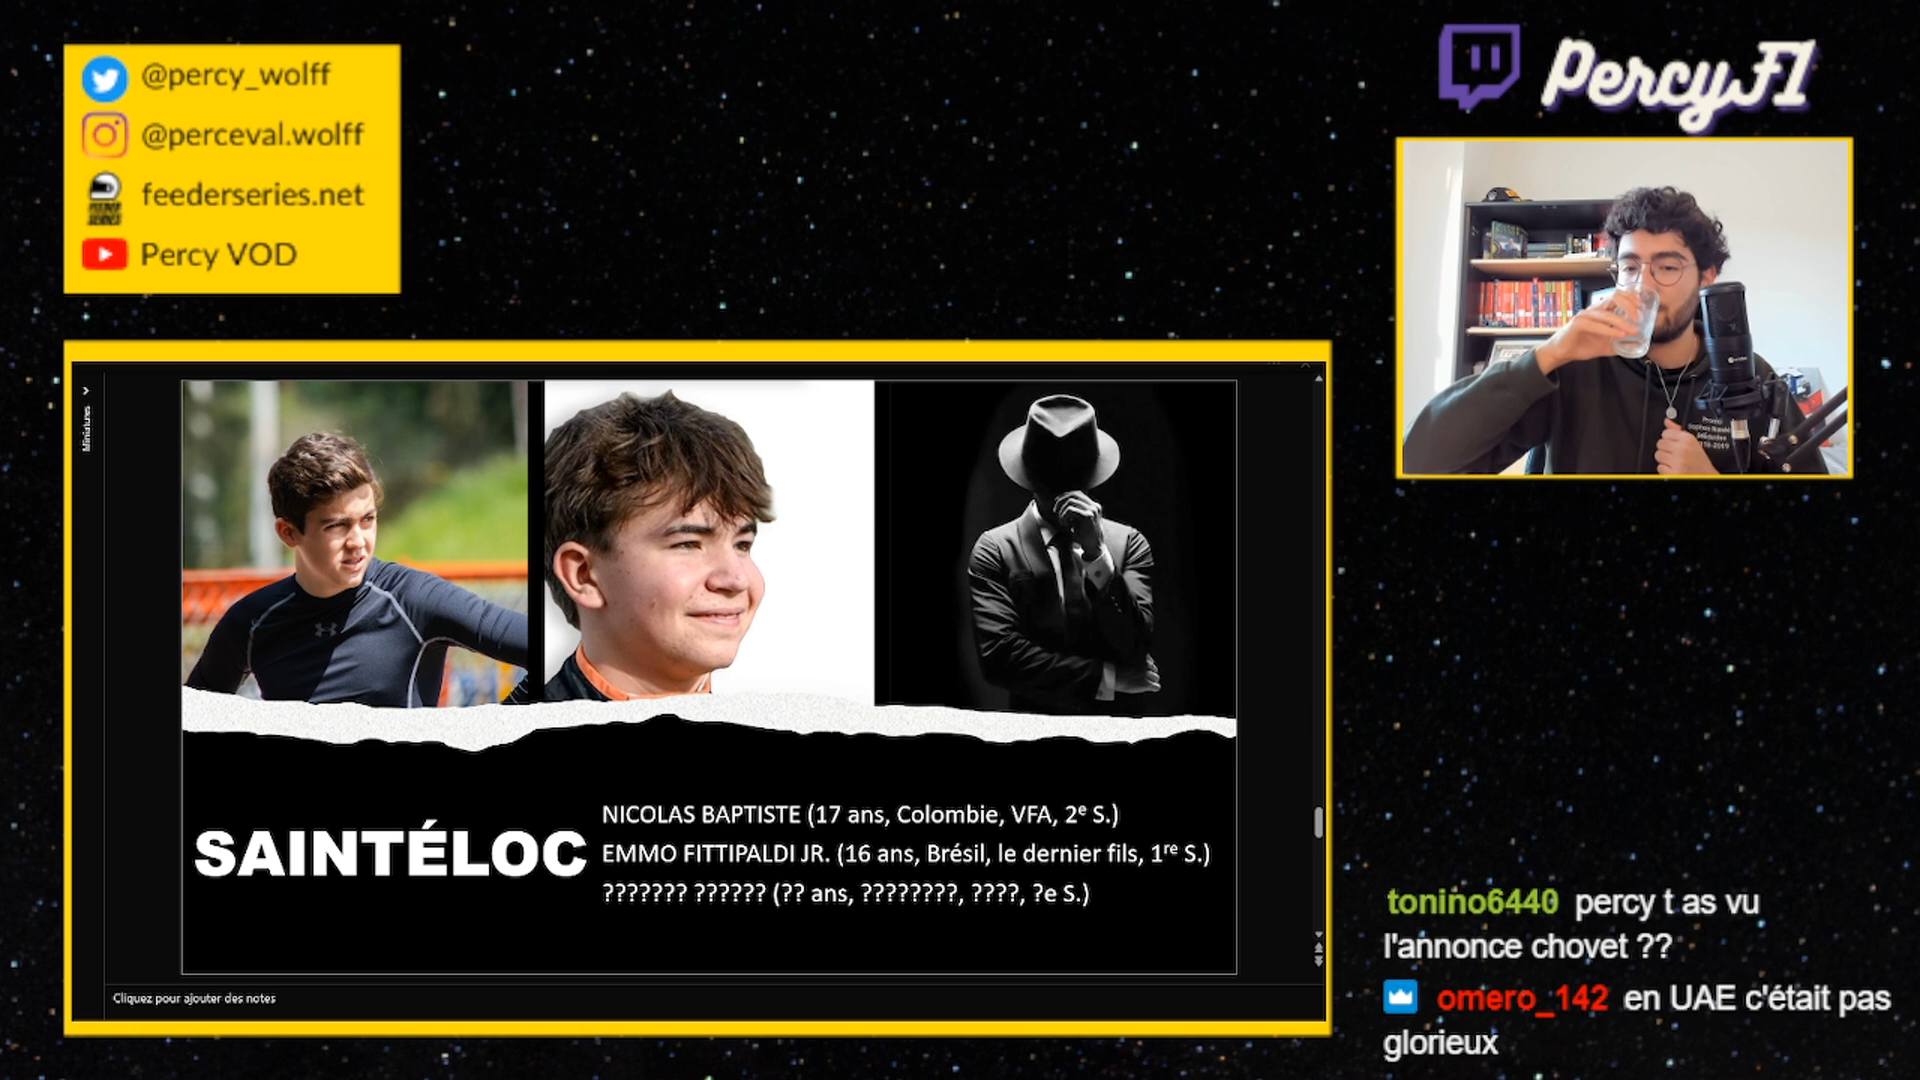 @percy_wolff
@perceval.wolff
feederseries.net
Percy VOD
PercyF1
Miniatures
SAINTÉLOC
NICOLAS BAPTISTE (17 ans, Colombie, VFA, 2e S.)
EMMO FITTIPALDI JR. (16 ans, Brésil, le dernier fils, 1re S.)
??????? ?????? (?? ans, ????????, ????, ?e S.)
Cliquez pour ajouter des notes
tonino6440 percy t as vu
l'annonce chovet ??
omero_142 en UAE c'était pas
glorieux